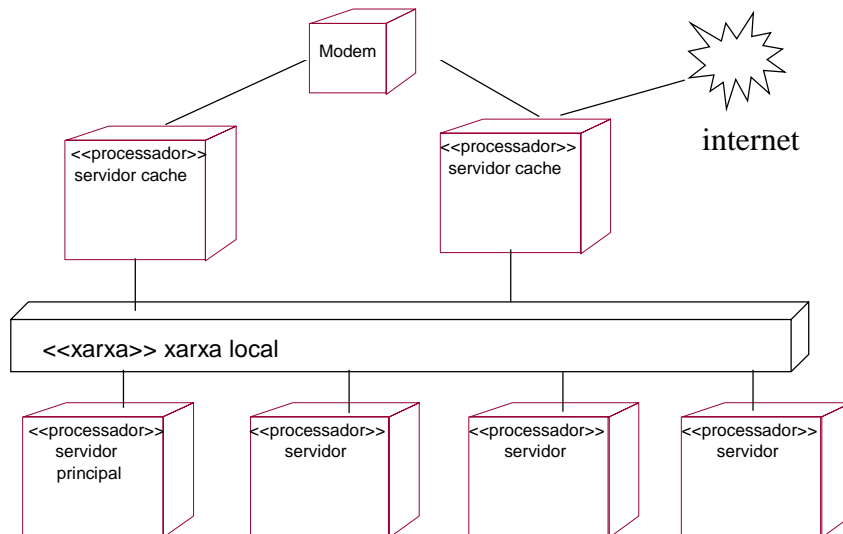 Modem
internet
<<processador>>
servidor cache
<<processador>>
servidor cache
<<xarxa>> xarxa local
<<processador>>
servidor
principal
<<processador>>
servidor
<<processador>>
servidor
<<processador>>
servidor